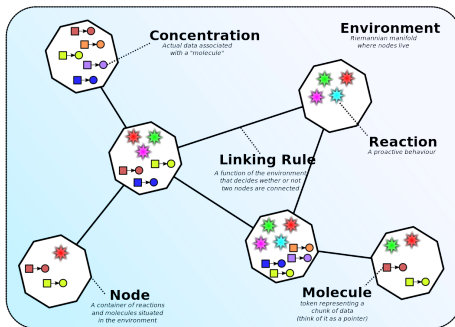 Concentration
Actual data associated
with a "molecule"
Environment
Riemannian manifold
where nodes live
Reaction
A proactive behaviour
Linking Rule
A function of the environment
that decides wether or not
two nodes are connected
Node
A container of reactions
and molecules situated
in the environment
Molecule
token representing a
chunk of data
(think of it as a pointer)